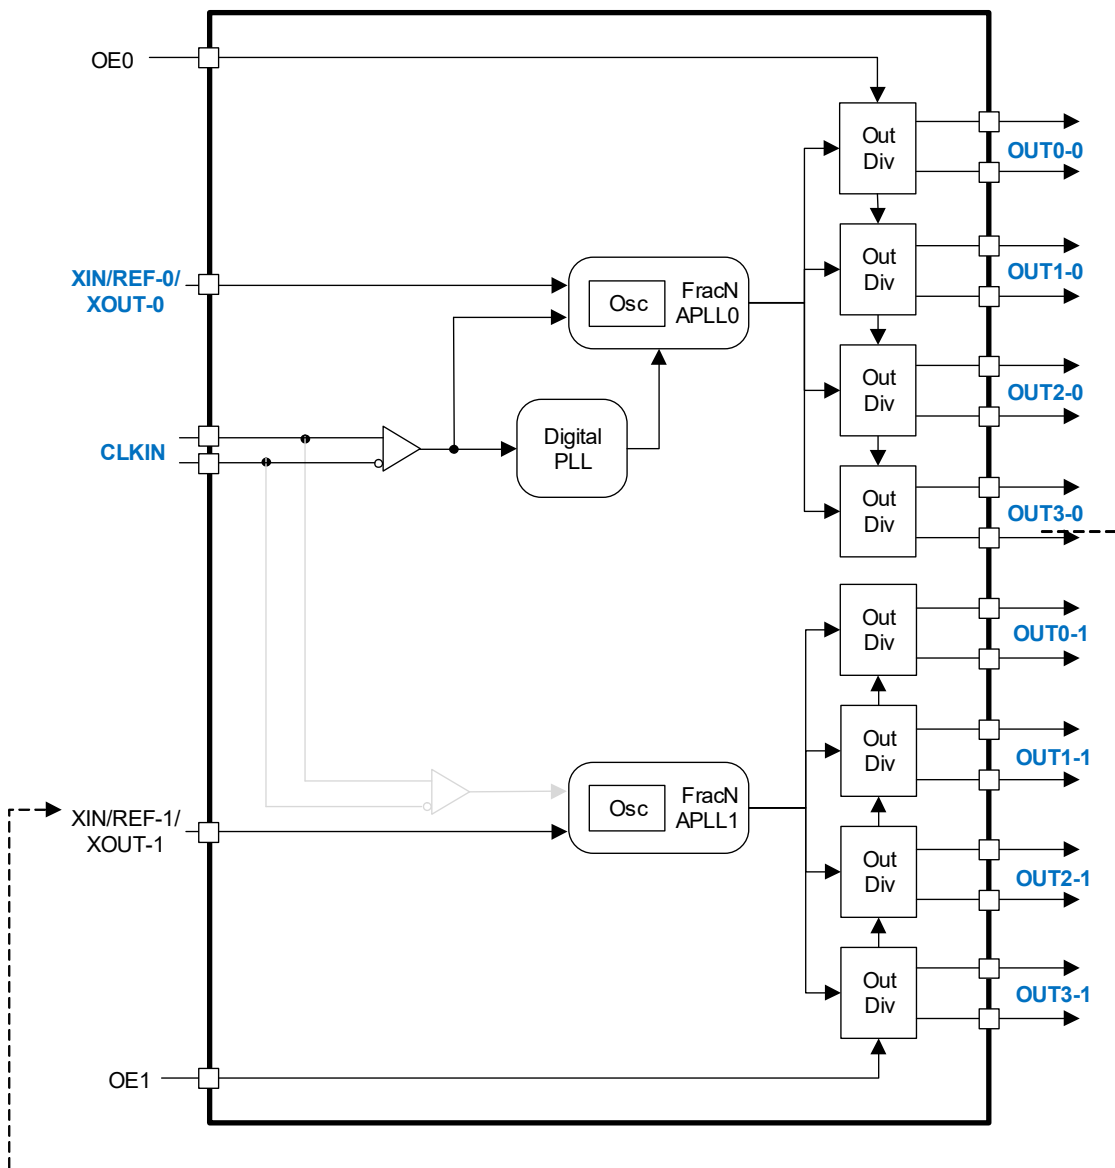 OE0
Out
Div
OUT0-0
XIN/REF-0/
XOUT-0
Osc
FracN
APLL0
Out
Div
OUT1-0
Out
Div
OUT2-0
CLKIN
Digital
PLL
Out
Div
OUT3-0
Out
Div
OUT0-1
Out
Div
OUT1-1
XIN/REF-1/
XOUT-1
Osc
FracN
APLL1
Out
Div
OUT2-1
Out
Div
OUT3-1
OE1